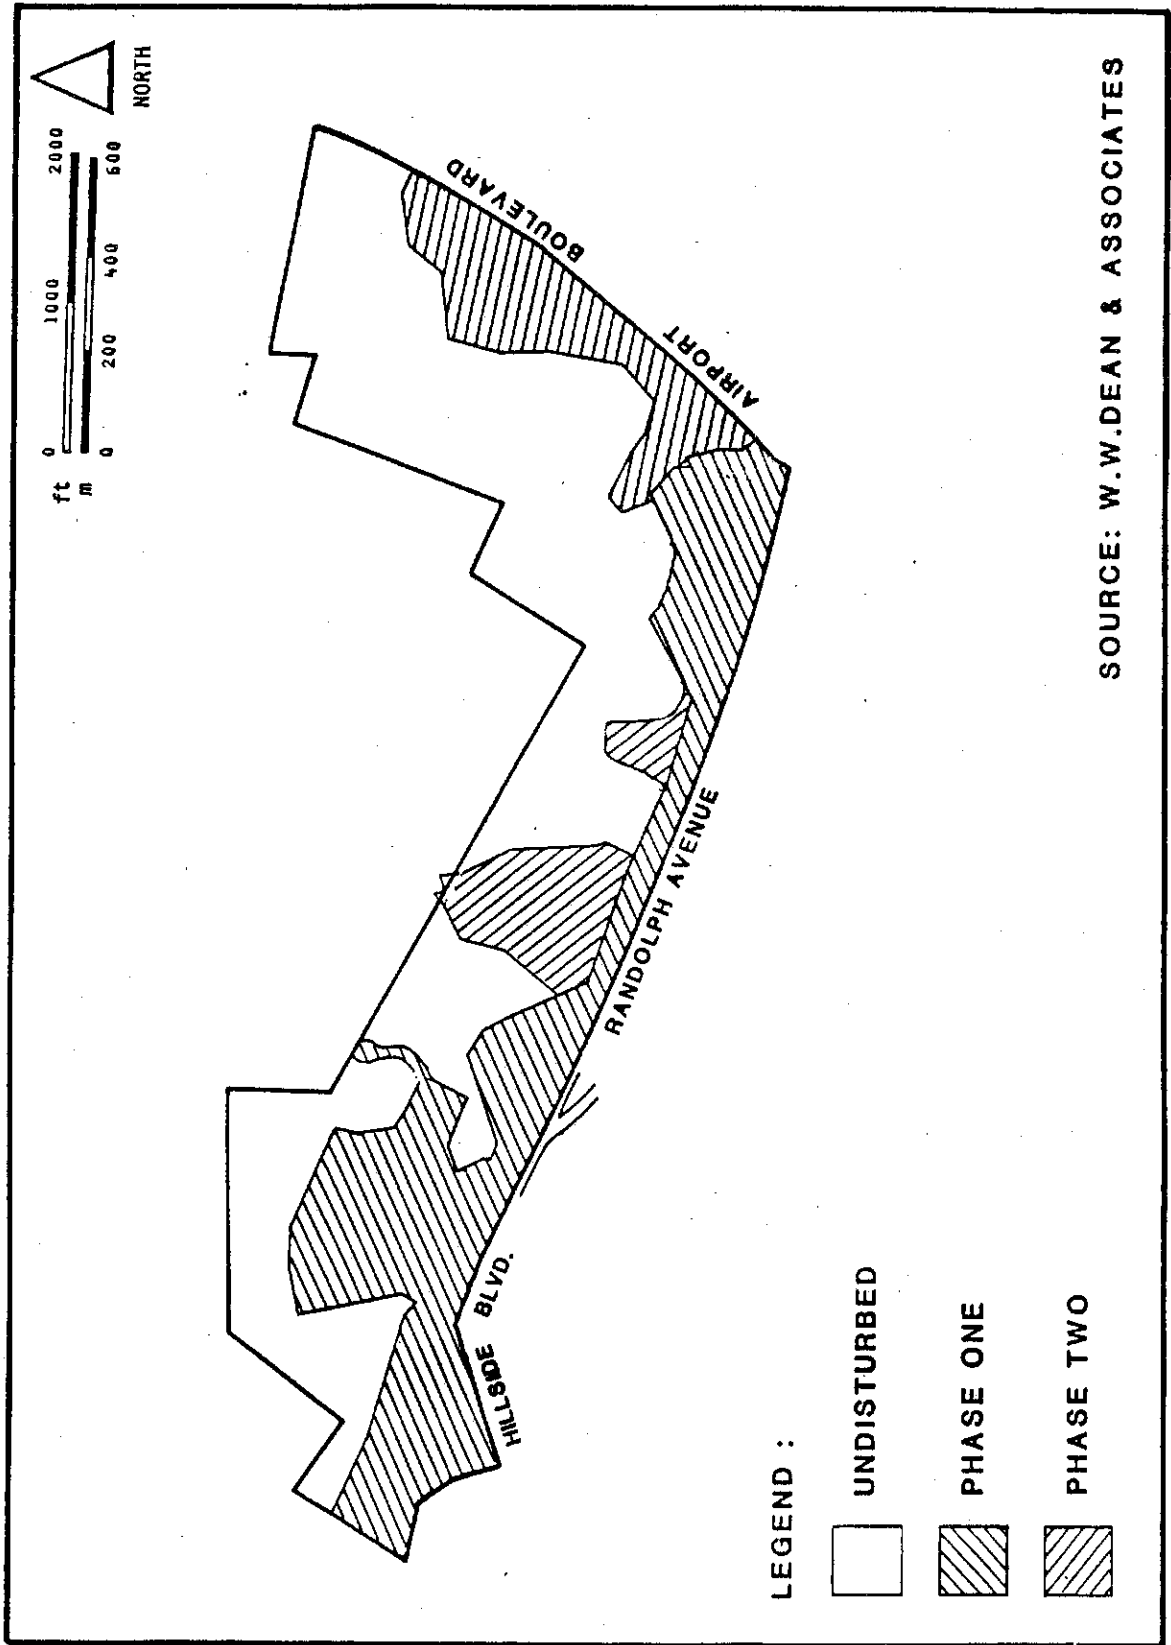 0 1000 2000
ft
m
0 200 400 600
NORTH
BOULEVARD
AIRPORT
RANDOLPH AVENUE
HILLSIDE BLVD.
LEGEND :
UNDISTURBED
PHASE ONE
PHASE TWO
SOURCE: W.W.DEAN & ASSOCIATES